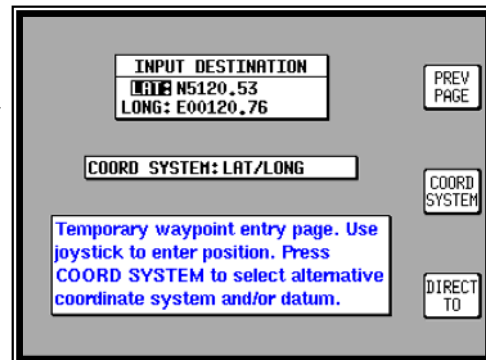 INPUT DESTINATION
LAT: N5120.53
LONG: E00120.76
COORD SYSTEM: LAT/LONG
Temporary waypoint entry page. Use
joystick to enter position. Press
COORD SYSTEM to select alternative
coordinate system and/or datum.
PREV
PAGE
COORD
SYSTEM
DIRECT
TO